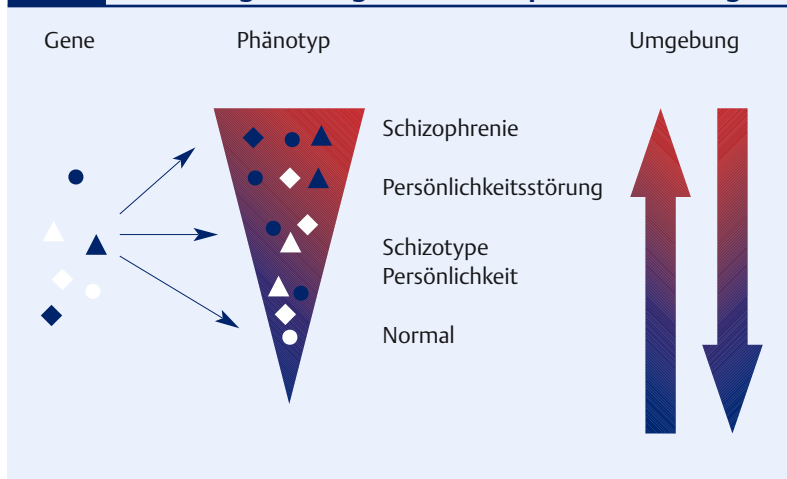 Gene
Phänotyp
Umgebung
Schizophrenie
Persönlichkeitsstörung
Schizotype
Persönlichkeit
Normal